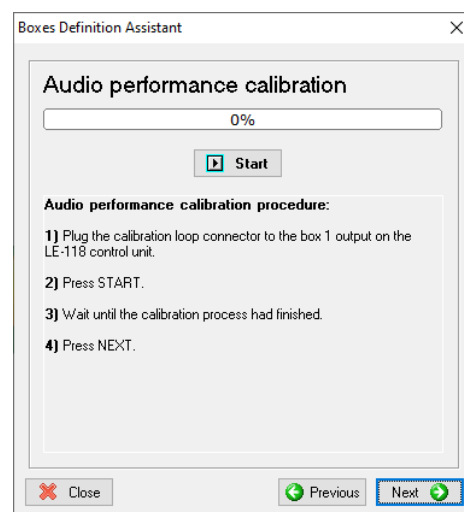 Boxes Definition Assistant
Audio performance calibration
0%
Start
Audio performance calibration procedure:
1) Plug the calibration loop connector to the box 1 output on the
LE-118 control unit.
2) Press START.
3) Wait until the calibration process had finished.
4) Press NEXT.
Close
Previous
Next